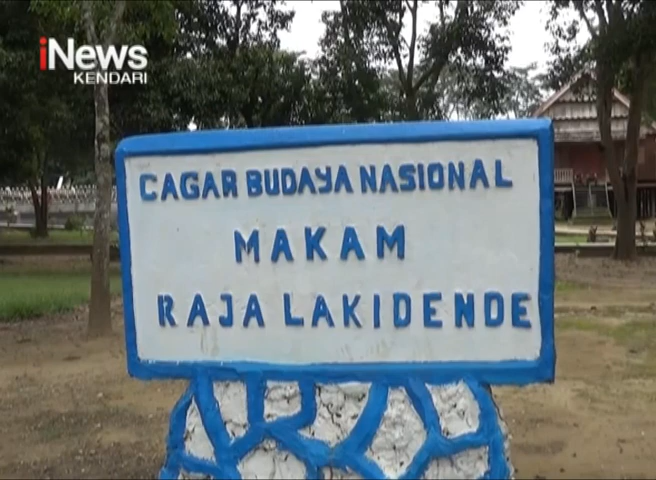 iNews
KENDARI
CAGAR BUDAYA NASIONAL
MAKAM
RAJA LAKIDENDE